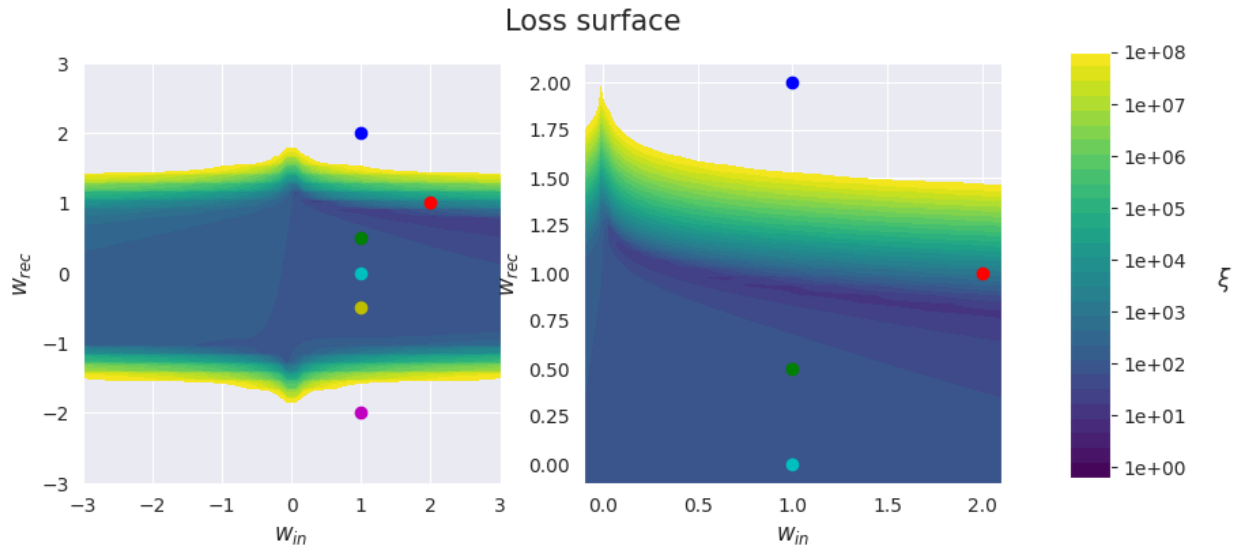 Loss surface
3
2
1
0
−1
−2
−3
w_rec
−3 −2 −1 0 1 2 3
w_in
2.00
1.75
1.50
1.25
1.00
0.75
0.50
0.25
0.00
w_rec
0.0 0.5 1.0 1.5 2.0
w_in
1e+08
1e+07
1e+06
1e+05
1e+04
1e+03
1e+02
1e+01
1e+00
ξ